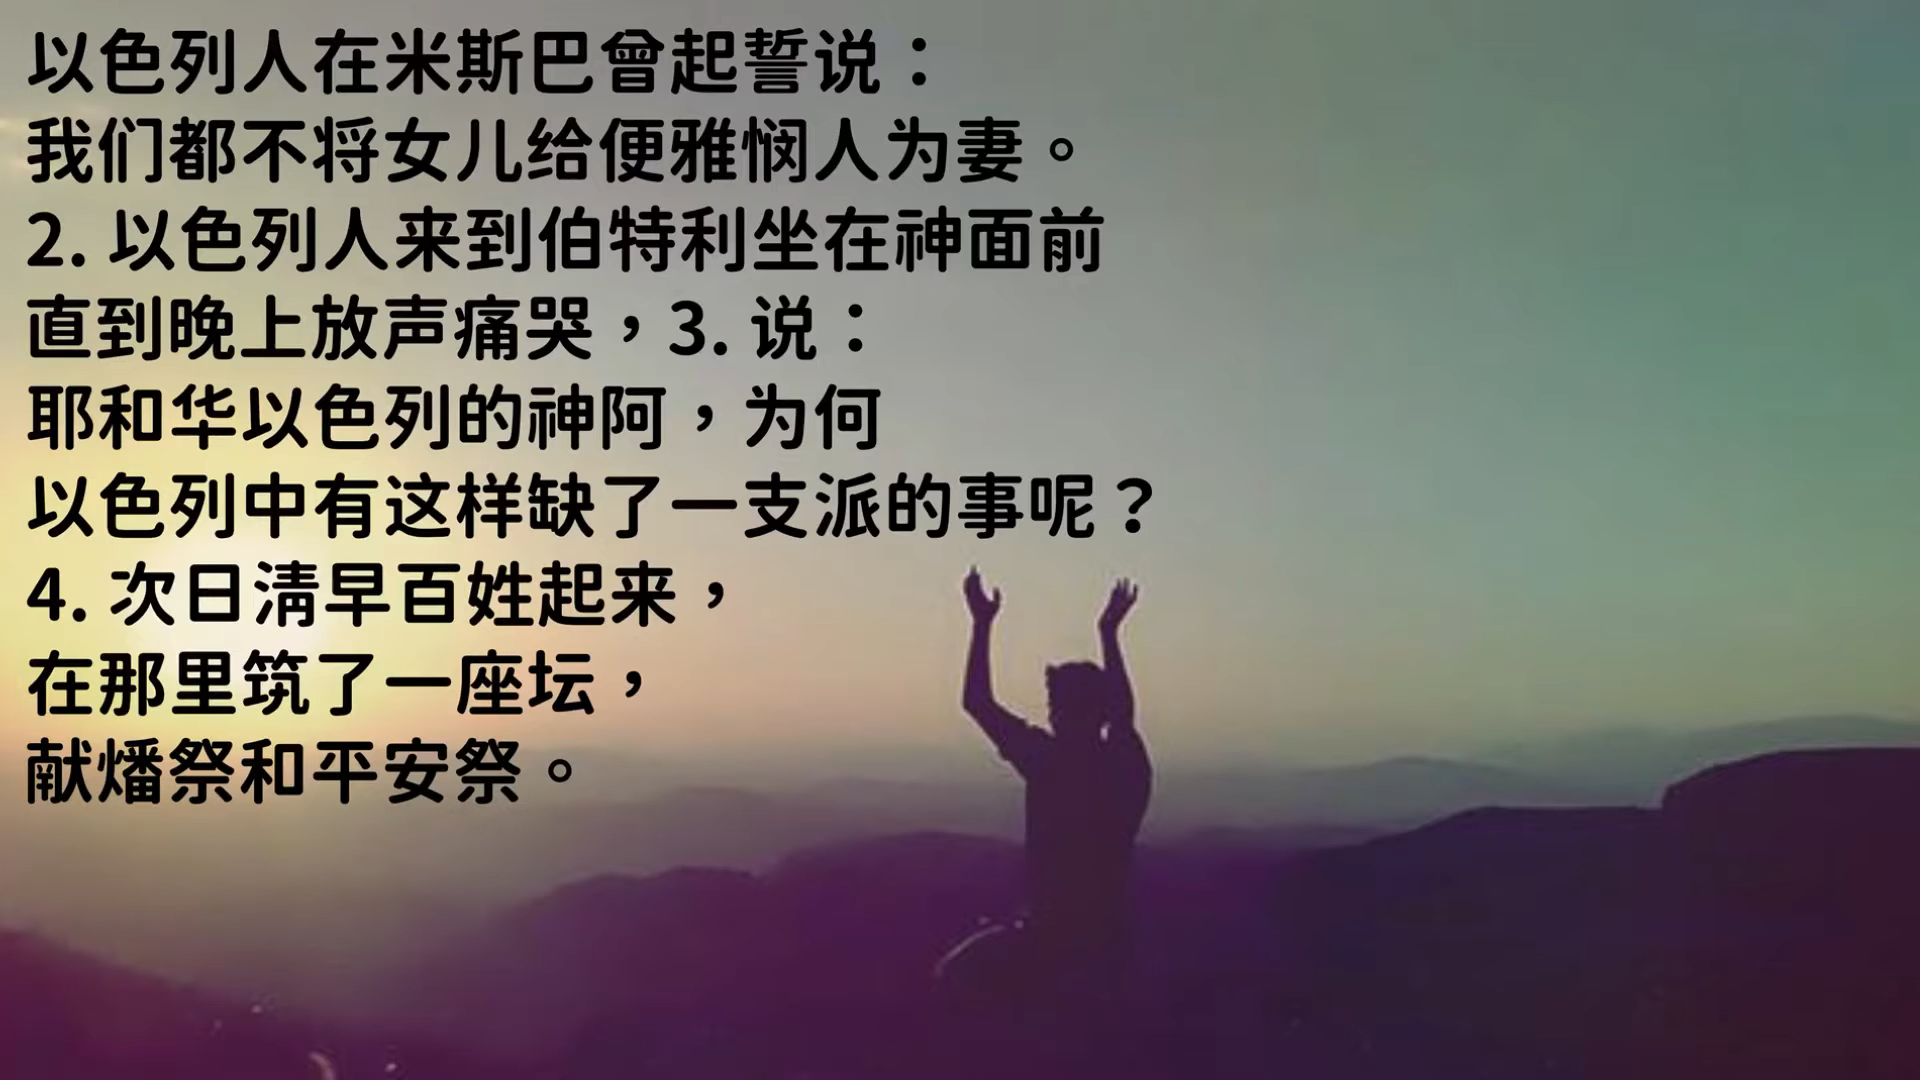 以色列人在米斯巴曾起誓说：
我们都不将女儿给便雅悯人为妻。
2. 以色列人来到伯特利坐在神面前
直到晚上放声痛哭，3. 说：
耶和华以色列的神阿，为何
以色列中有这样缺了一支派的事呢？
4. 次日清早百姓起来，
在那里筑了一座坛，
献燔祭和平安祭。